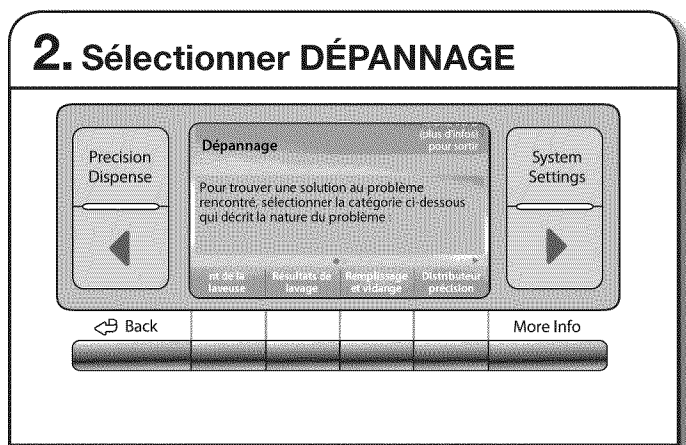 2. Sélectionner DÉPANNAGE
Precision
Dispense
Dépannage
(plus d'infos)
pour sortir
Pour trouver une solution au problème
rencontré, sélectionner la catégorie ci-dessous
qui décrit la nature du problème
nt de la
laveuse
Résultats de
lavage
Remplissage
et vidange
Distributeur
précision
System
Settings
Back
More Info